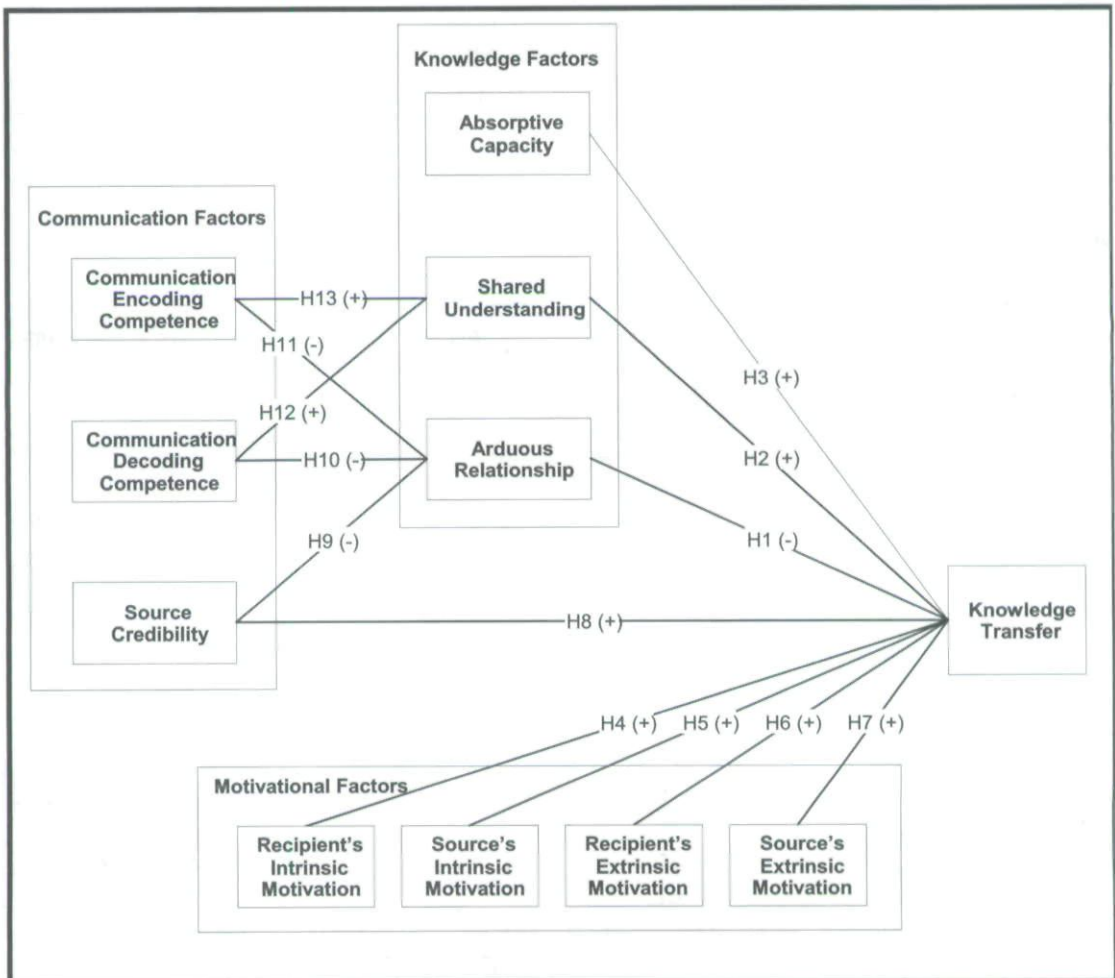 Knowledge Factors
Absorptive
Capacity
Communication Factors
Communication
Encoding
Competence
H13 (+)
Shared
Understanding
H11 (-)
H3 (+)
H12 (+)
Communication
Decoding
Competence
H10 (-)
Arduous
Relationship
H2 (+)
H9 (-)
H1 (-)
Source
Credibility
H8 (+)
Knowledge
Transfer
H4 (+)
H5 (+)
H6 (+)
H7 (+)
Motivational Factors
Recipient's
Intrinsic
Motivation
Source's
Intrinsic
Motivation
Recipient's
Extrinsic
Motivation
Source's
Extrinsic
Motivation